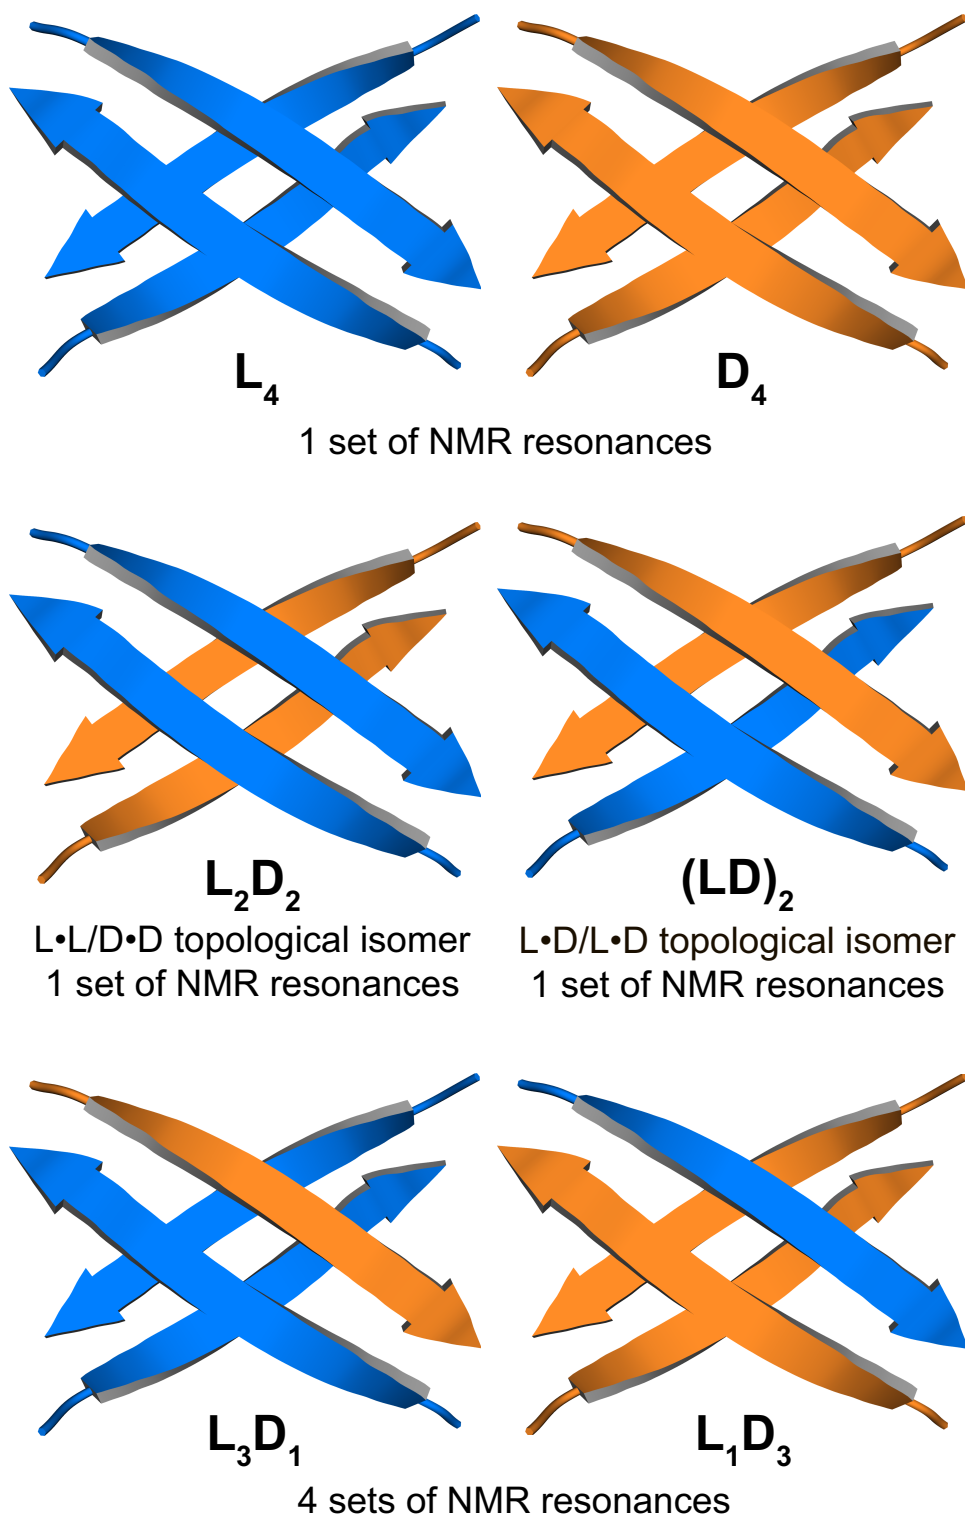 L₄ D₄
1 set of NMR resonances
L₂D₂ (LD)₂
L•L/D•D topological isomer
1 set of NMR resonances
L•D/L•D topological isomer
1 set of NMR resonances
L₃D₁ L₁D₃
4 sets of NMR resonances